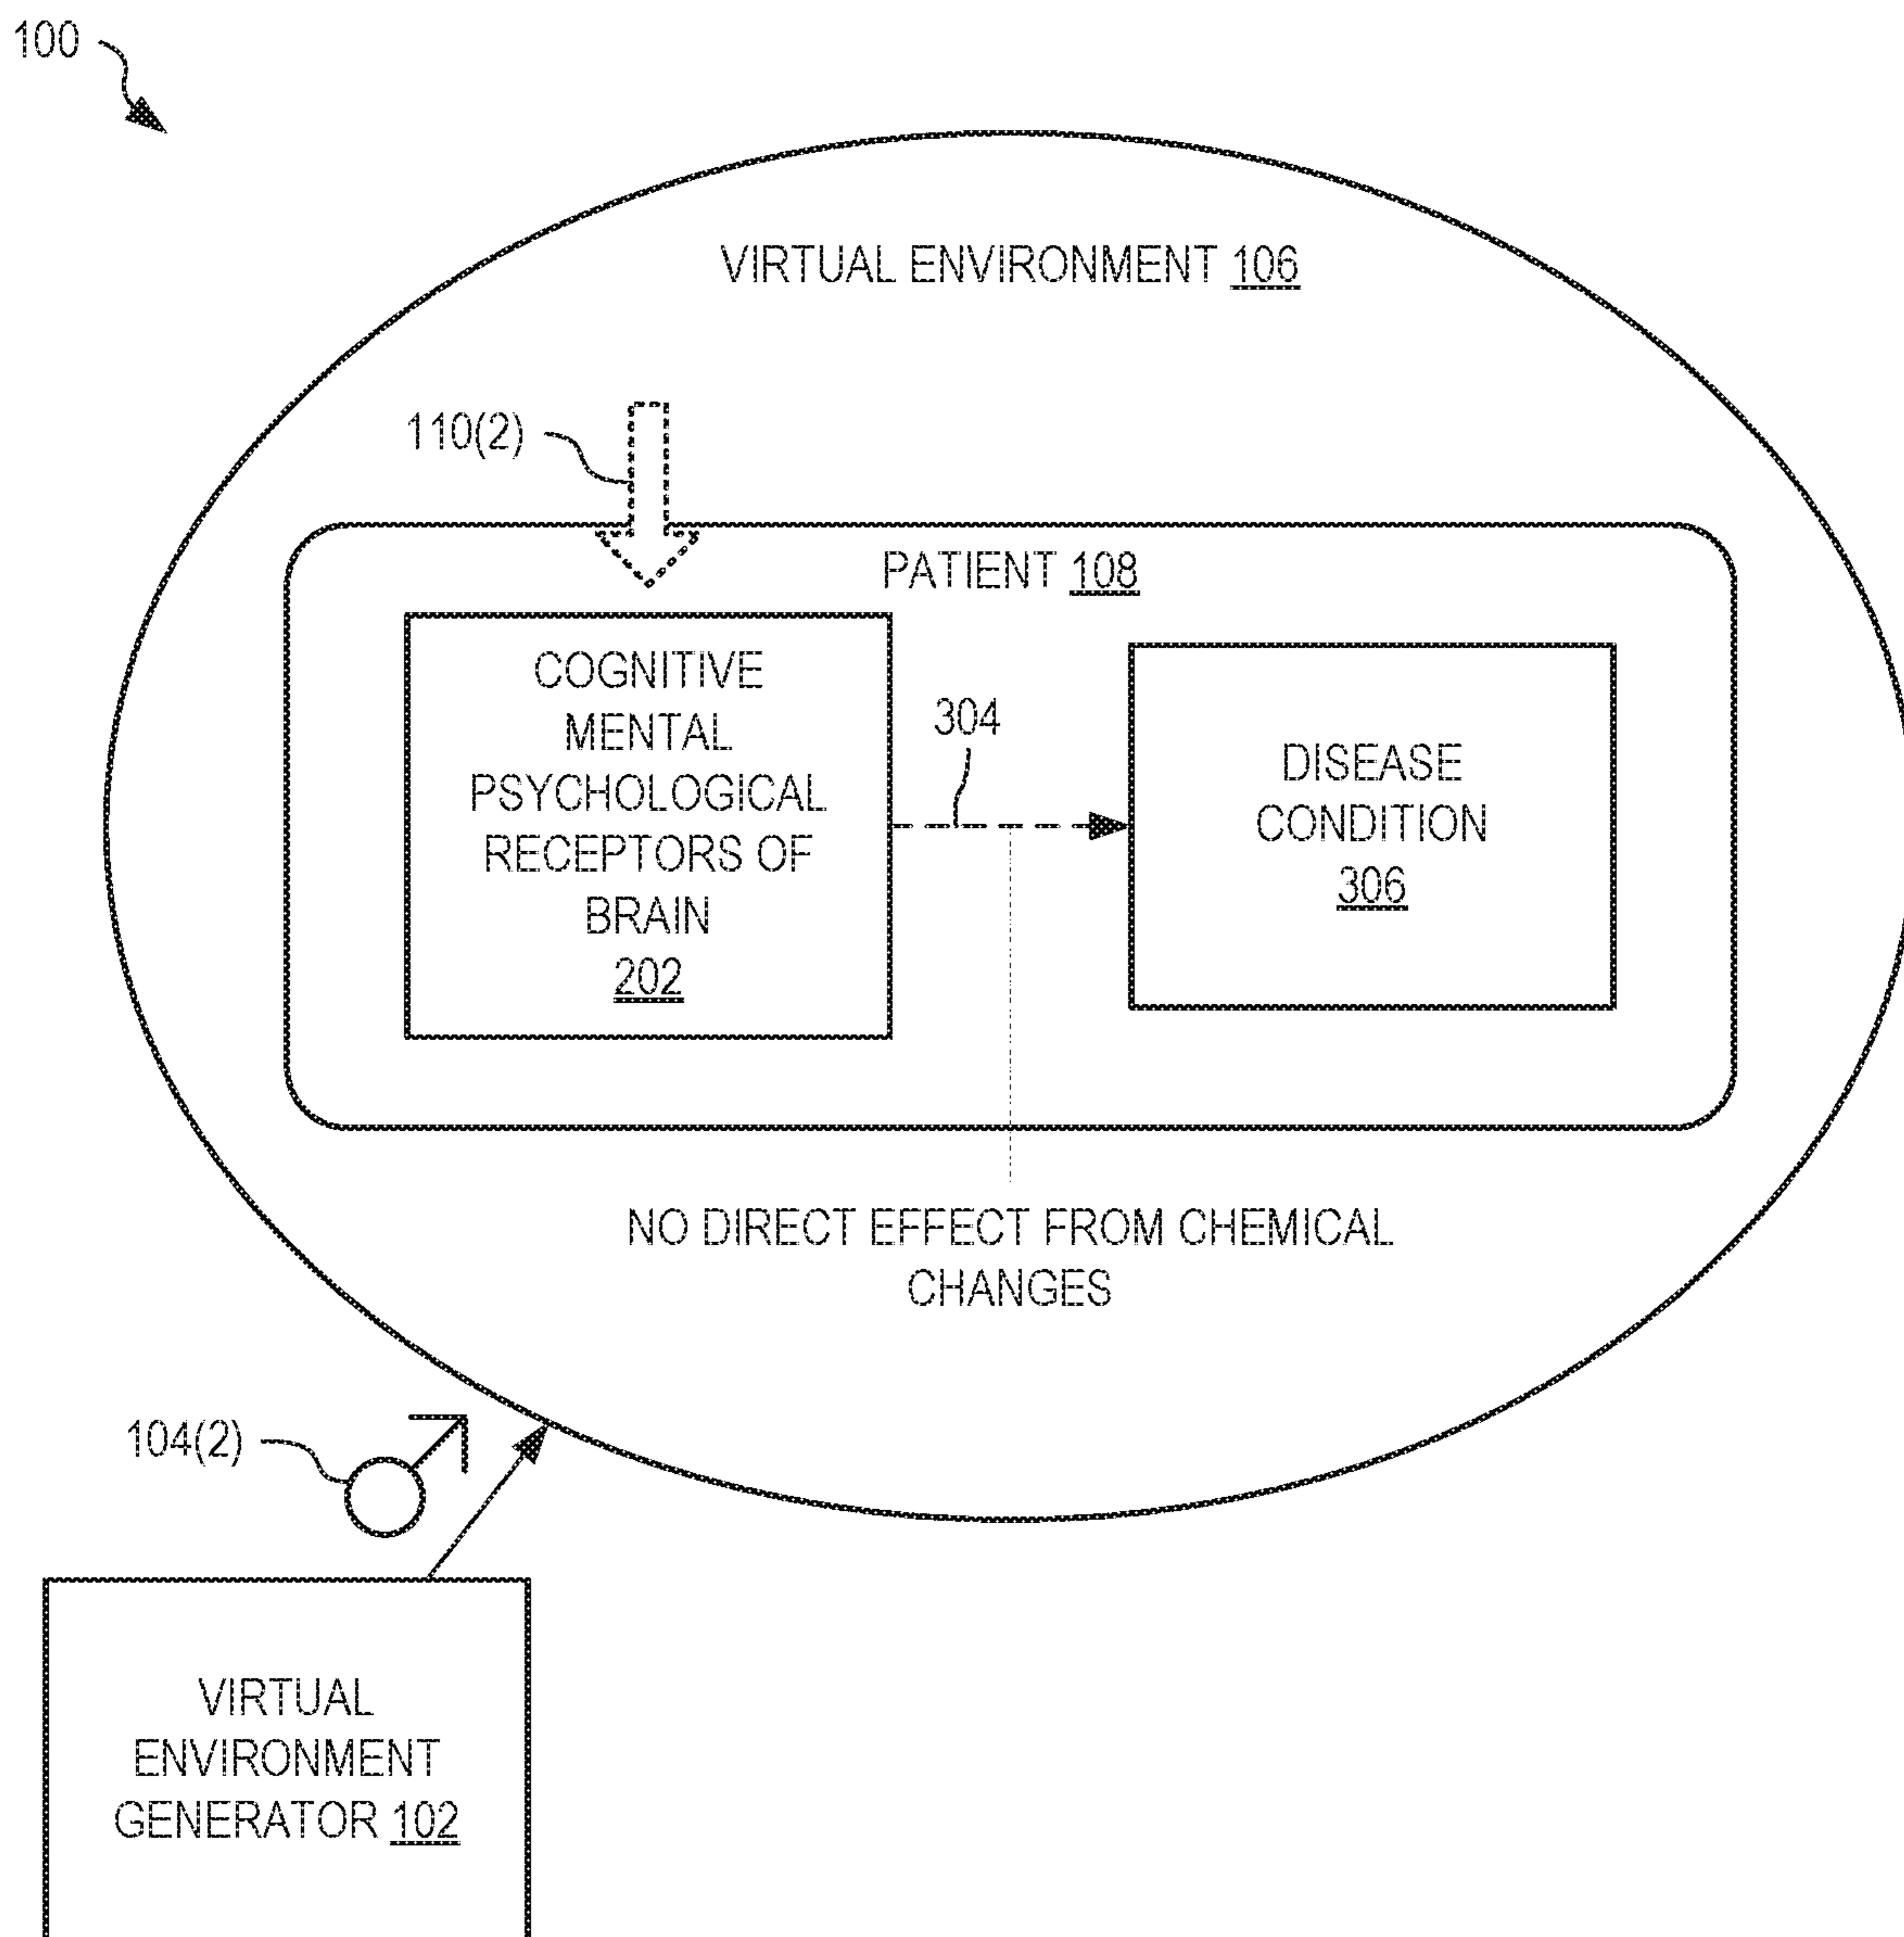 100
VIRTUAL ENVIRONMENT 106
110(2)
PATIENT 108
COGNITIVE
MENTAL
PSYCHOLOGICAL
RECEPTORS OF
BRAIN
202
304
DISEASE
CONDITION
306
NO DIRECT EFFECT FROM CHEMICAL
CHANGES
104(2)
VIRTUAL
ENVIRONMENT
GENERATOR 102